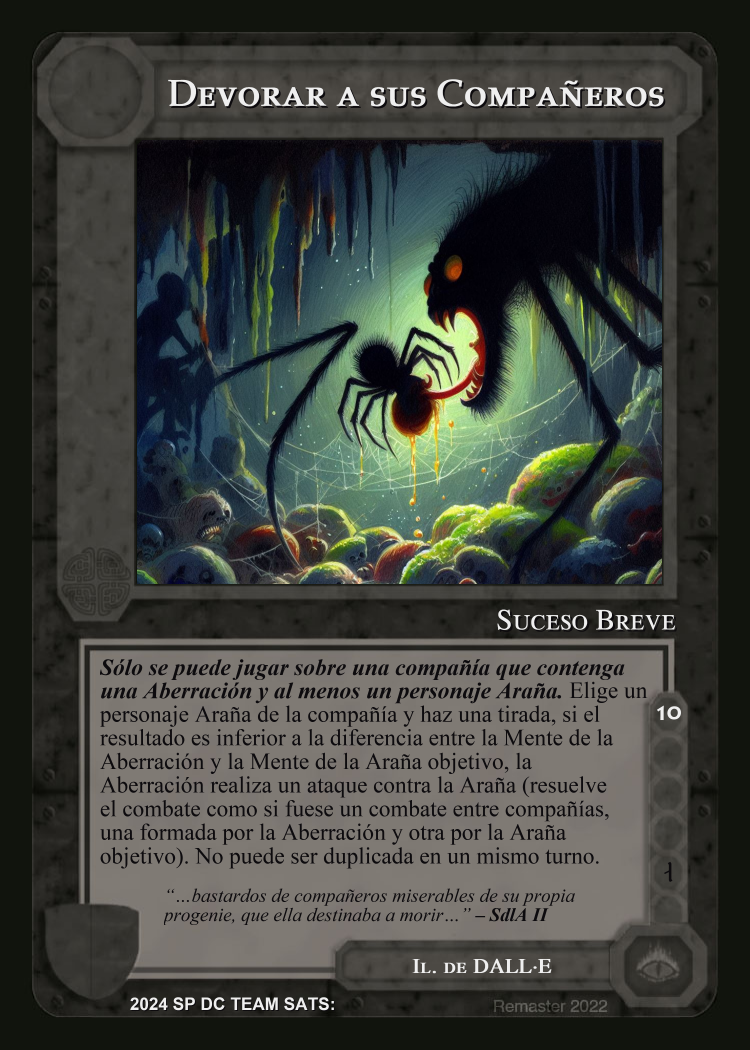 Devorar a sus Compañeros
Suceso Breve
Sólo se puede jugar sobre una compañía que contenga
una Aberración y al menos un personaje Araña. Elige un
personaje Araña de la compañía y haz una tirada, si el
resultado es inferior a la diferencia entre la Mente de la
Aberración y la Mente de la Araña objetivo, la
Aberración realiza un ataque contra la Araña (resuelve
el combate como si fuese un combate entre compañías,
una formada por la Aberración y otra por la Araña
objetivo). No puede ser duplicada en un mismo turno.
10
“…bastardos de compañeros miserables de su propia
progenie, que ella destinaba a morir…” – SdlA II
Il. de DALL·E
2024 SP DC TEAM SATS:
Remaster 2022